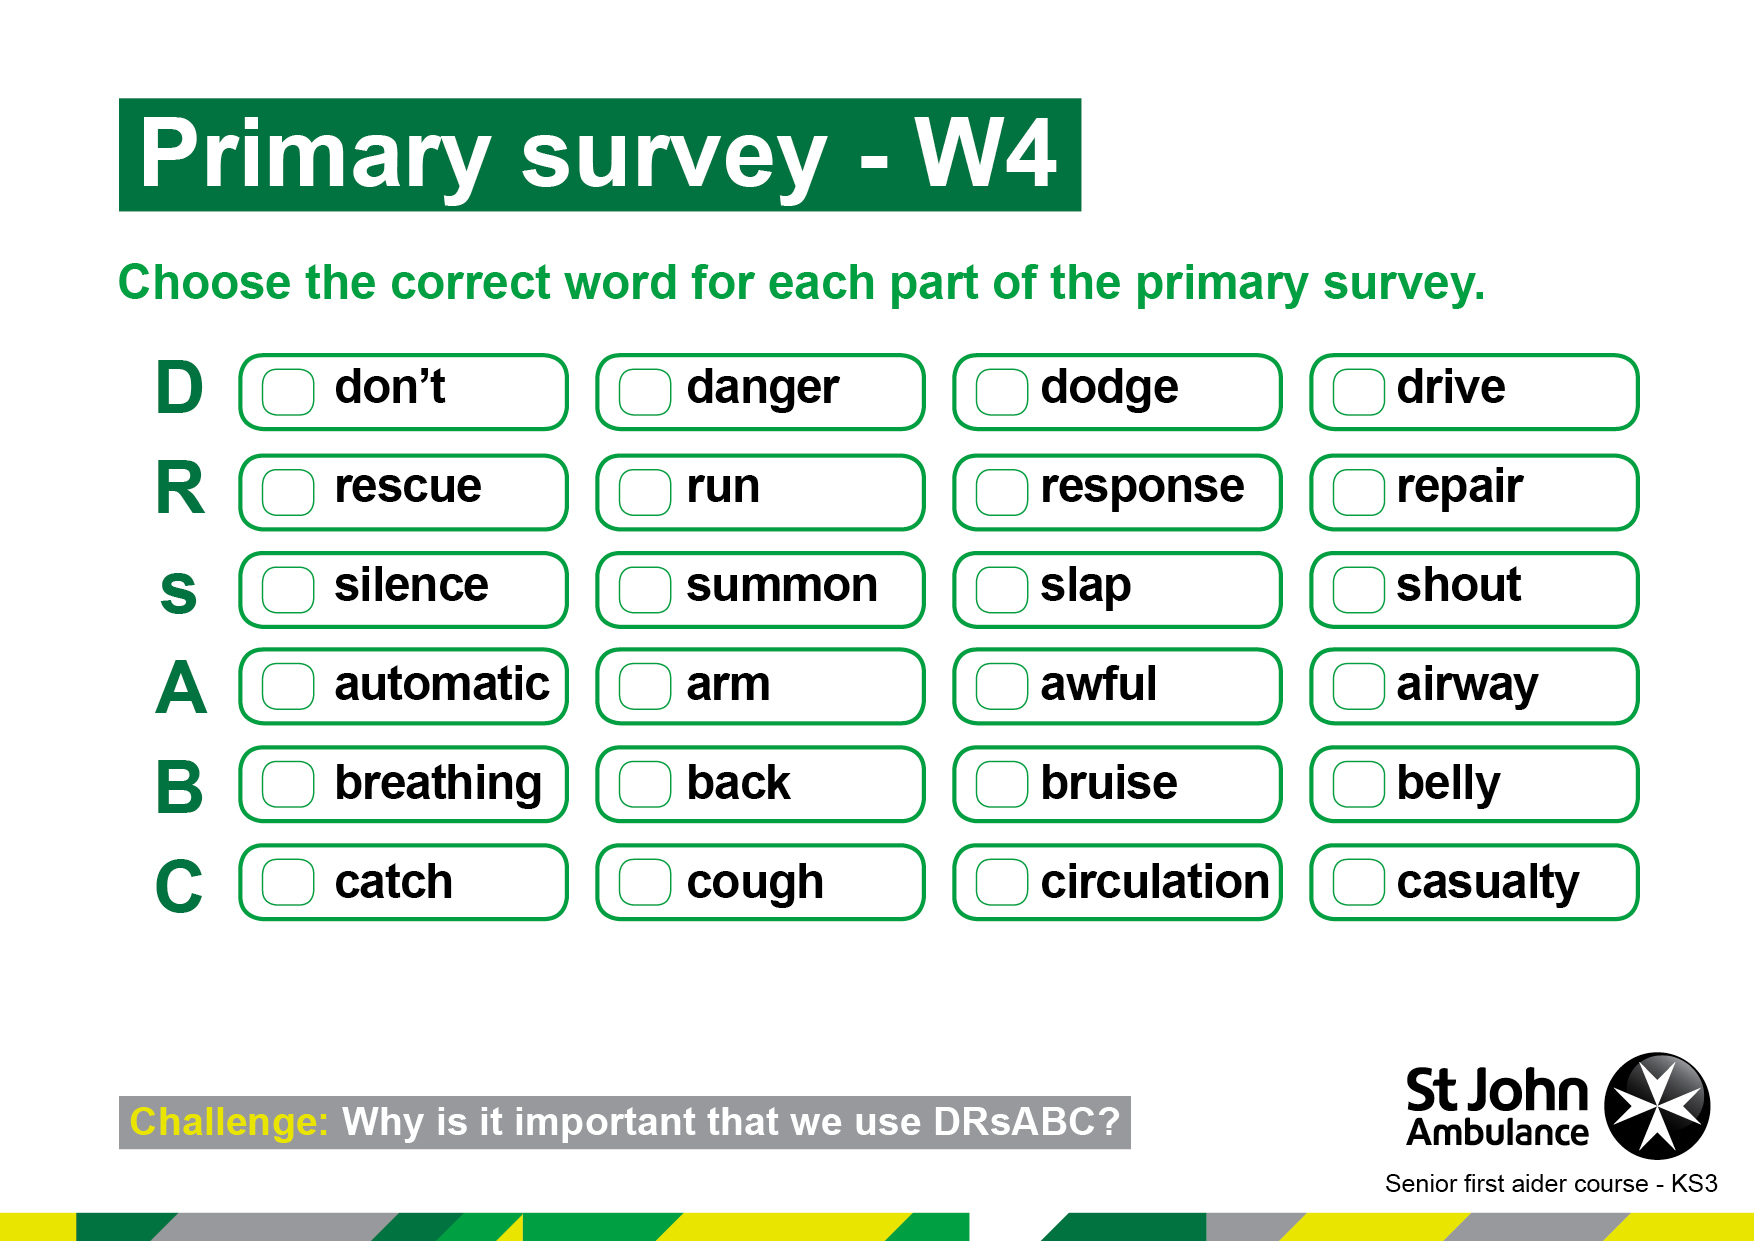 Primary survey - W4
Choose the correct word for each part of the primary survey.
D don’t danger dodge drive
R rescue run response repair
s silence summon slap shout
A automatic arm awful airway
B breathing back bruise belly
C catch cough circulation casualty
Challenge: Why is it important that we use DRsABC?
St John
Ambulance
Senior first aider course - KS3